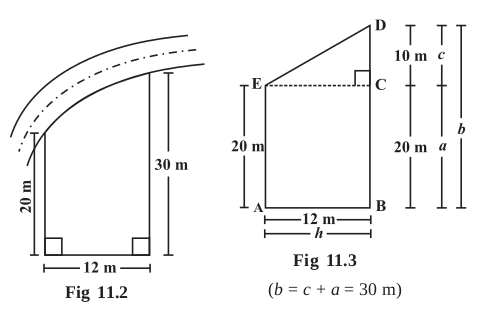 20 m
30 m
12 m
Fig 11.2
D
10 m c
E C
20 m 20 m a b
A B
12 m
h
Fig 11.3
(b = c + a = 30 m)